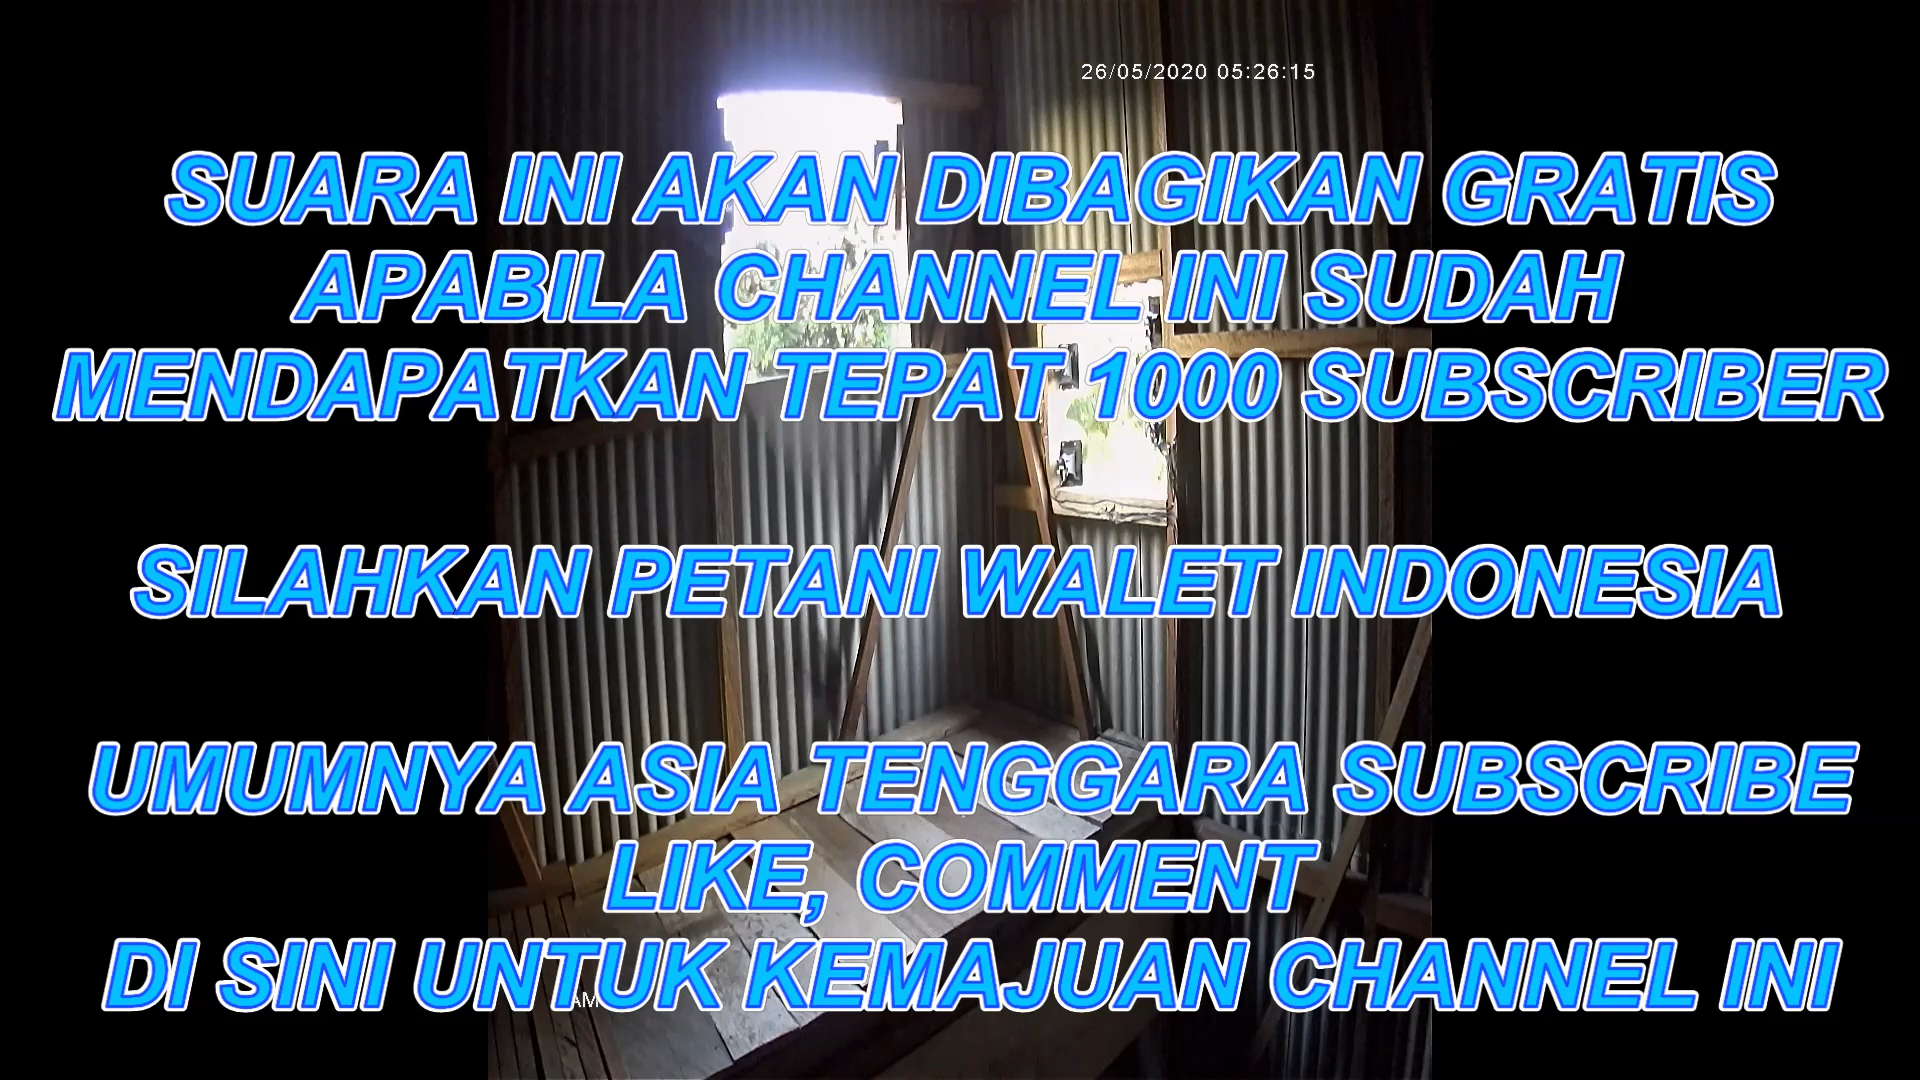 26/05/2020 05:26:15
SUARA INI AKAN DIBAGIKAN GRATIS
APABILA CHANNEL INI SUDAH
MENDAPATKAN TEPAT 1000 SUBSCRIBER
SILAHKAN PETANI WALET INDONESIA
UMUMNYA ASIA TENGGARA SUBSCRIBE
LIKE, COMMENT
DI SINI UNTUK KEMAJUAN CHANNEL INI